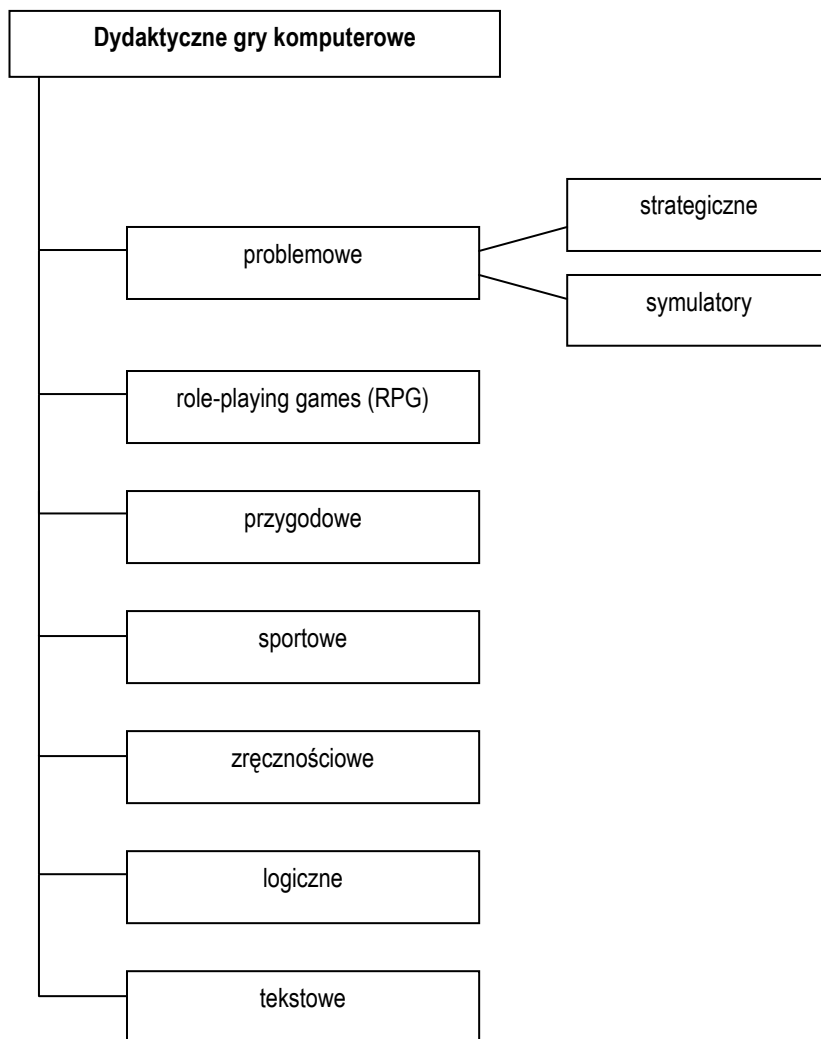 Dydaktyczne gry komputerowe
strategiczne
problemowe
symulatory
role-playing games (RPG)
przygodowe
sportowe
zręcznościowe
logiczne
tekstowe